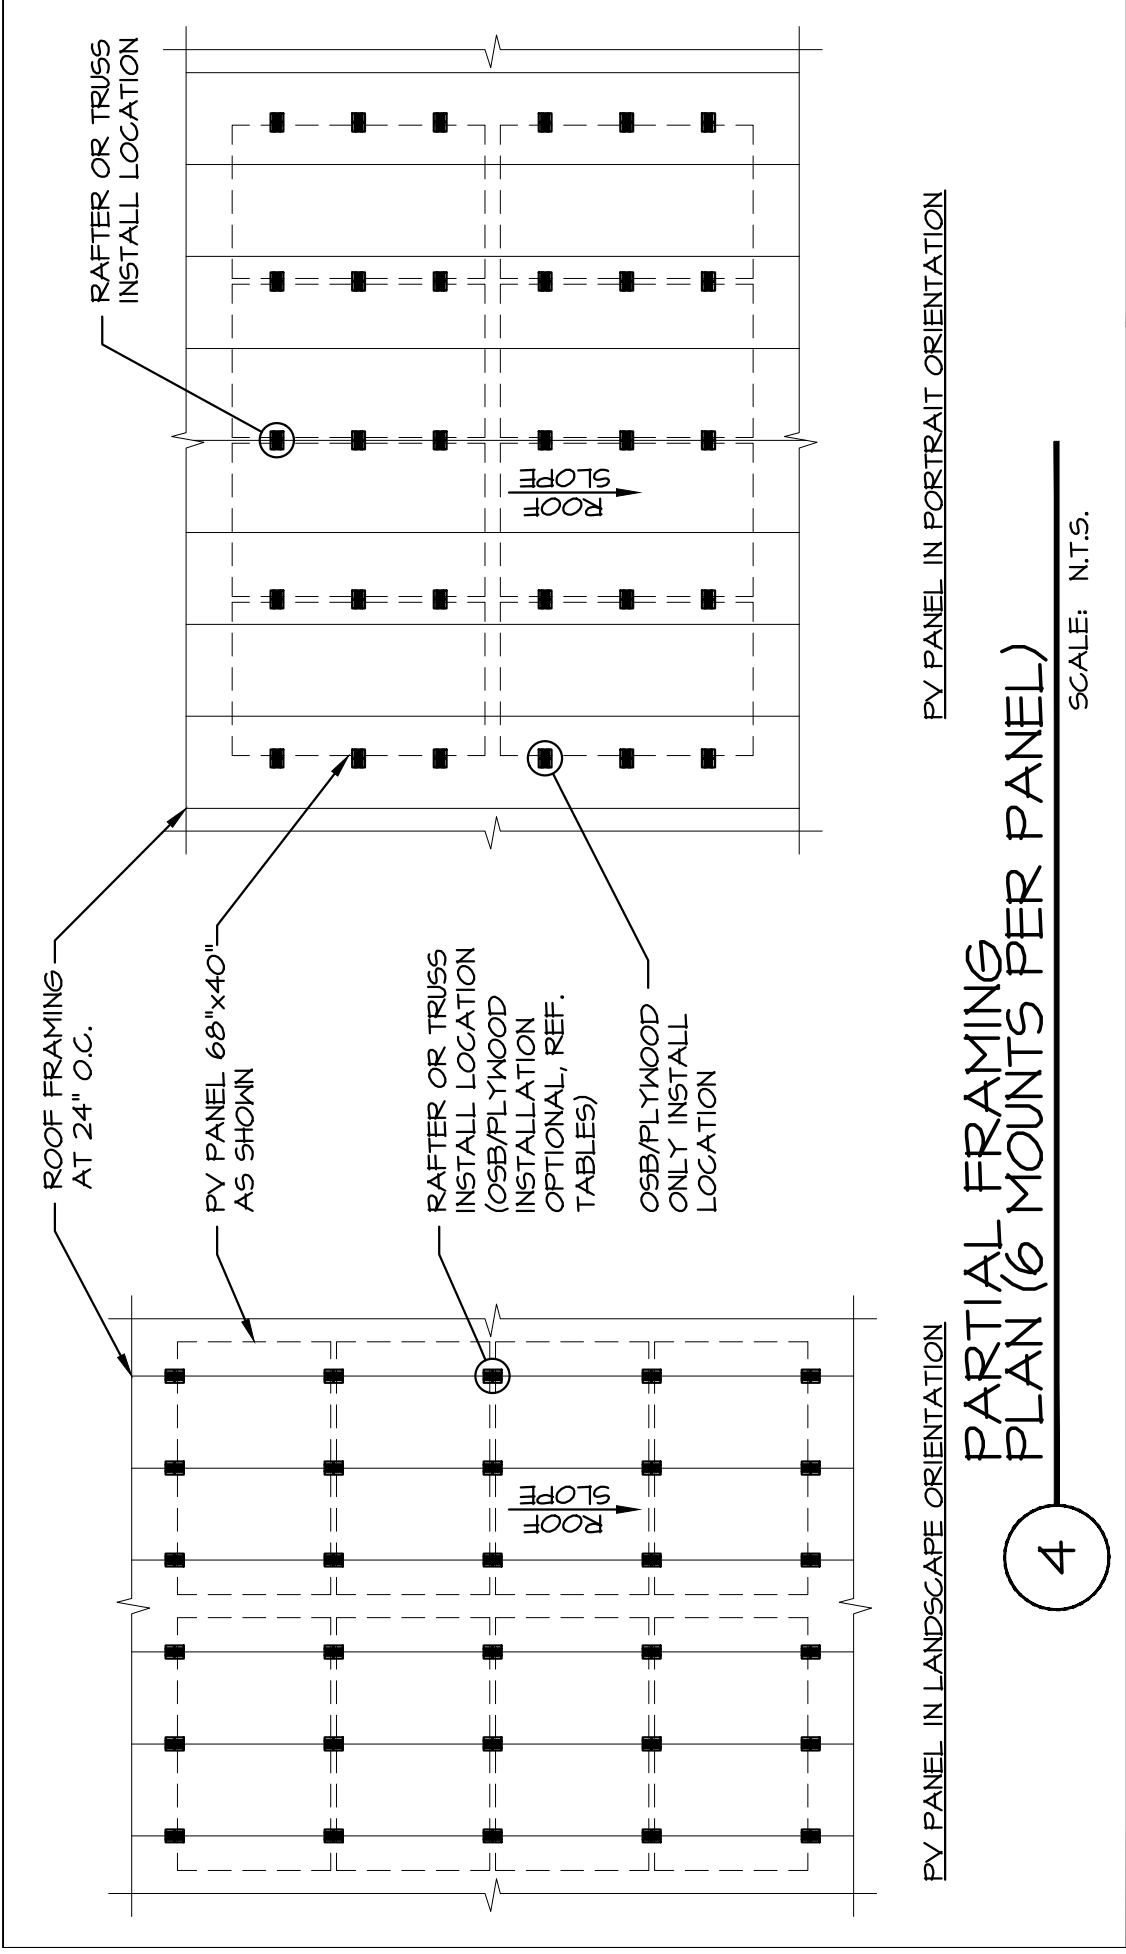 ROOF FRAMING
AT 24" O.C.
PV PANEL 68"x40"
AS SHOWN
RAFTER OR TRUSS
INSTALL LOCATION
(OSB/PLYWOOD
INSTALLATION
OPTIONAL, REF.
TABLES)
OSB/PLYWOOD
ONLY INSTALL
LOCATION
RAFTER OR TRUSS
INSTALL LOCATION
ROOF
SLOPE
ROOF
SLOPE
PV PANEL IN LANDSCAPE ORIENTATION
PV PANEL IN PORTRAIT ORIENTATION
4
PARTIAL FRAMING
PLAN (6 MOUNTS PER PANEL)
SCALE: N.T.S.